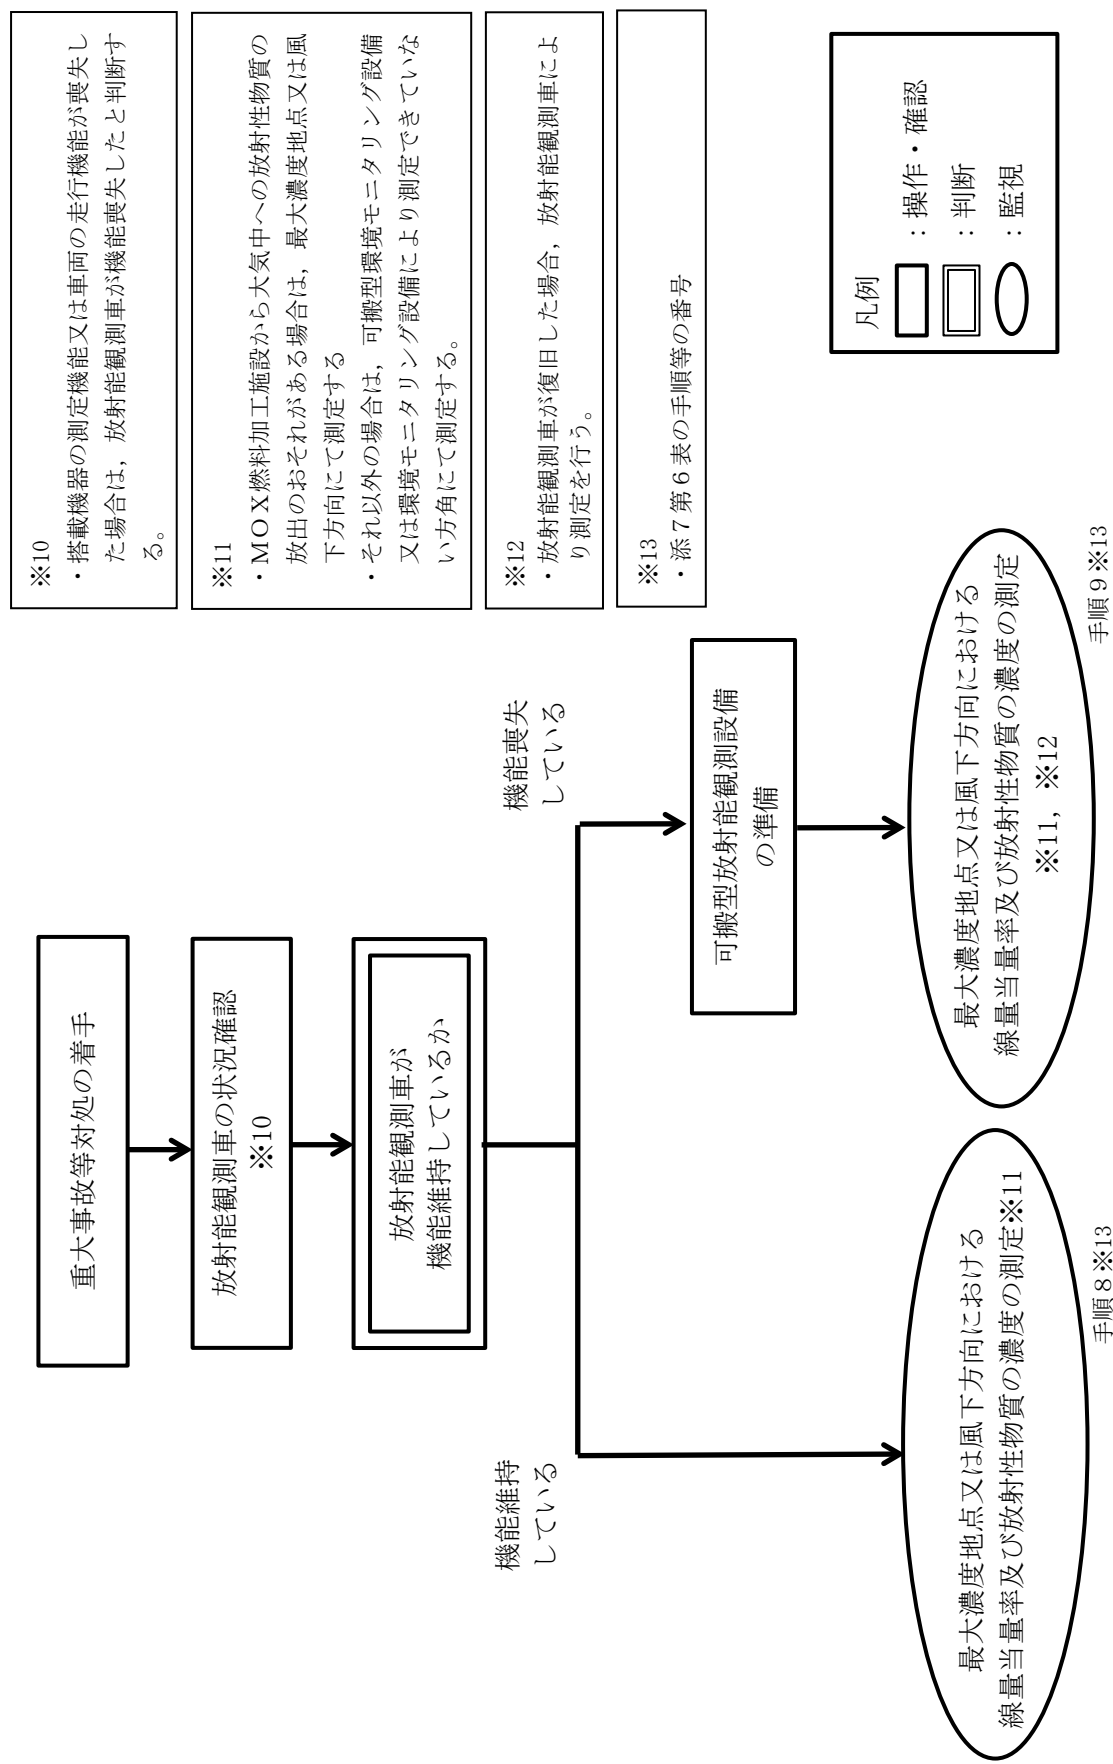 重大事故等対処の着手
放射能観測車の状況確認
※10
放射能観測車が
機能維持しているか
機能維持
している
機能喪失
している
可搬型放射能観測設備
の準備
最大濃度地点又は風下方向における
線量当量率及び放射性物質の濃度の測定※11
手順８※13
最大濃度地点又は風下方向における
線量当量率及び放射性物質の濃度の測定
※11，※12
手順９※13
※10
・搭載機器の測定機能又は車両の走行機能が喪失し
た場合は，放射能観測車が機能喪失したと判断す
る。
※11
・ＭＯＸ燃料加工施設から大気中への放射性物質の
放出のおそれがある場合は，最大濃度地点又は風
下方向にて測定する
・それ以外の場合は，可搬型環境モニタリング設備
又は環境モニタリング設備により測定できていな
い方角にて測定する。
※12
・放射能観測車が復旧した場合，放射能観測車によ
り測定を行う。
※13
・添７第６表の手順等の番号
凡例
：操作・確認
：判断
：監視